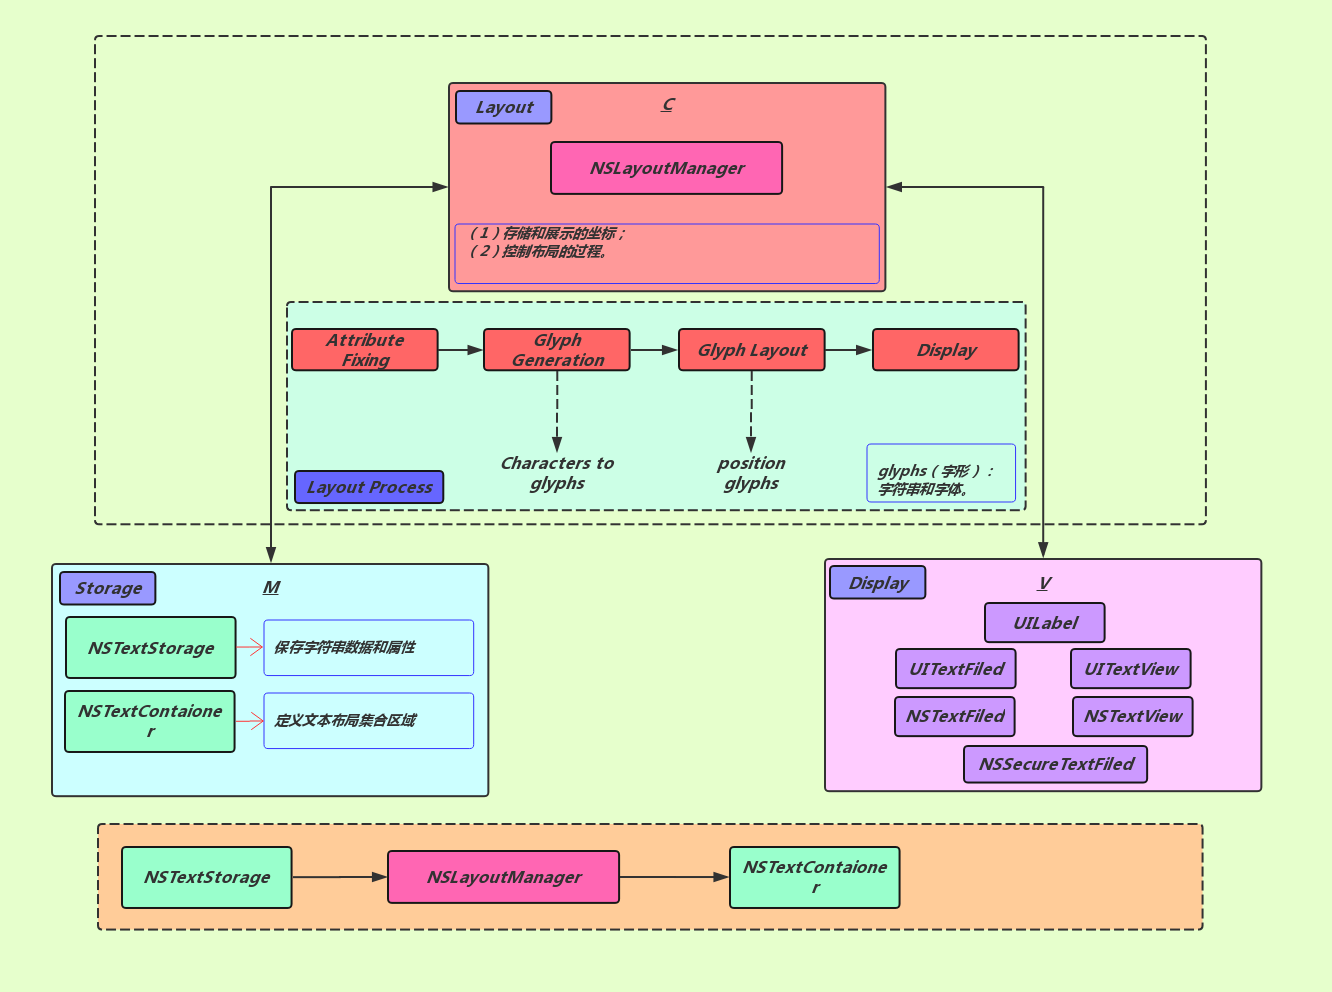 Layout
C
NSLayoutManager
（1）存储和展示的坐标；
（2）控制布局的过程。
Attribute
Fixing
Glyph
Generation
Glyph Layout
Display
Characters to
glyphs
position
glyphs
Layout Process
glyphs（字形）：
字符串和字体。
Storage
M
NSTextStorage
保存字符串数据和属性
NSTextContaione
r
定义文本布局集合区域
Display
V
UILabel
UITextFiled
UITextView
NSTextFiled
NSTextView
NSSecureTextFiled
NSTextStorage
NSLayoutManager
NSTextContaione
r